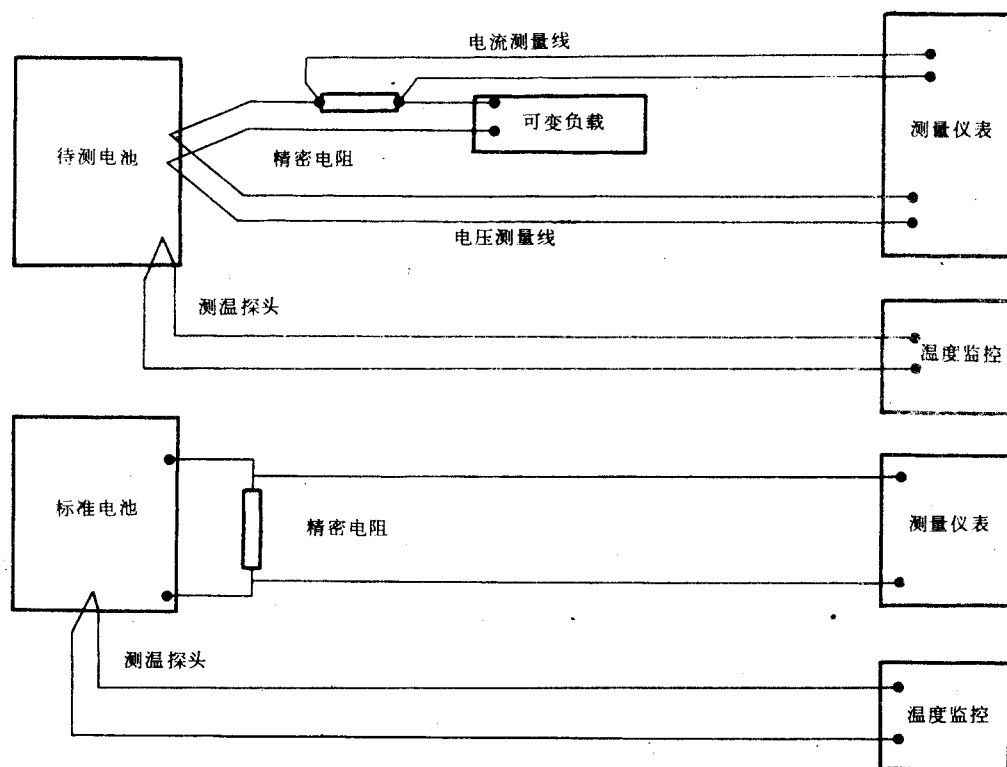 电流测量线
可变负载
测量仪表
待测电池
精密电阻
电压测量线
测温探头
温度监控
标准电池
精密电阻
测量仪表
测温探头
温度监控